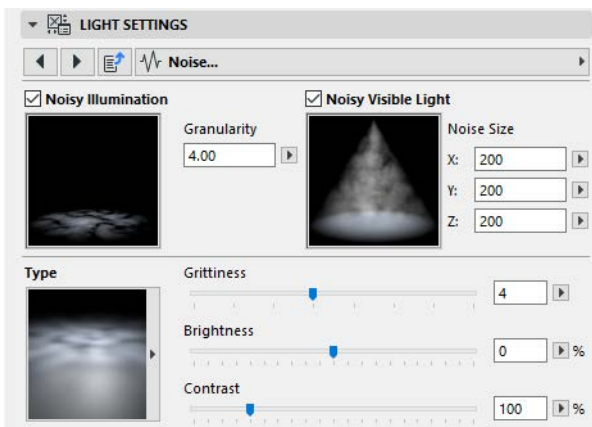 LIGHT SETTINGS
Noise...
Noisy Illumination
Noisy Visible Light
Granularity
4.00
Noise Size
X: 200
Y: 200
Z: 200
Type
Grittiness
4
Brightness
0 %
Contrast
100 %